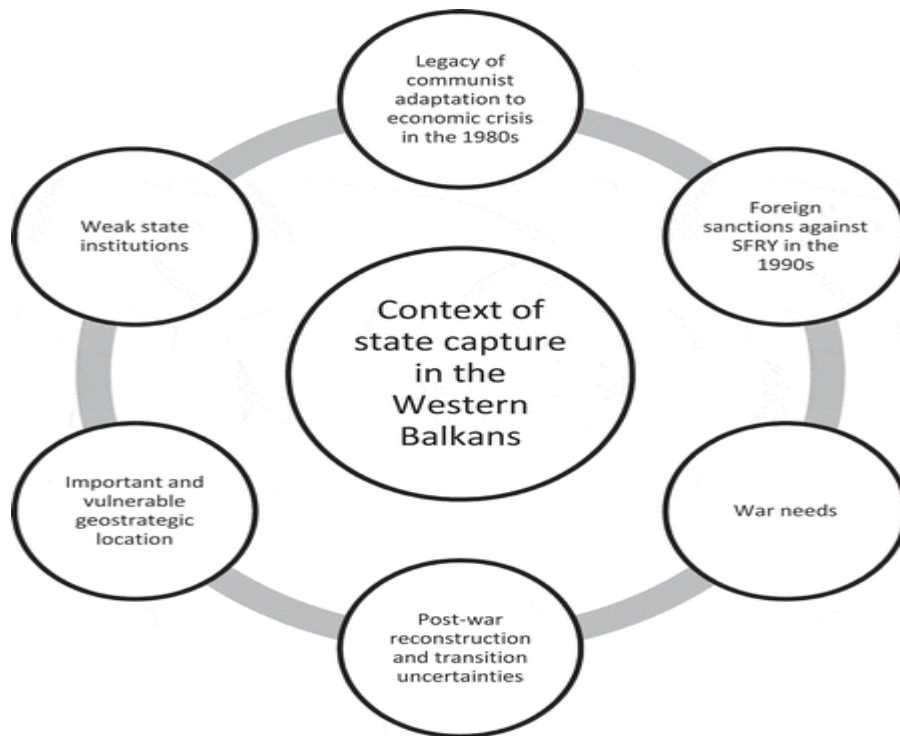 Legacy of
communist
adaptation to
economic crisis
in the 1980s
Foreign
sanctions against
SFRY in the
1990s
War needs
Post-war
reconstruction
and transition
uncertainties
Important and
vulnerable
geostrategic
location
Weak state
institutions
Context of
state capture
in the
Western
Balkans